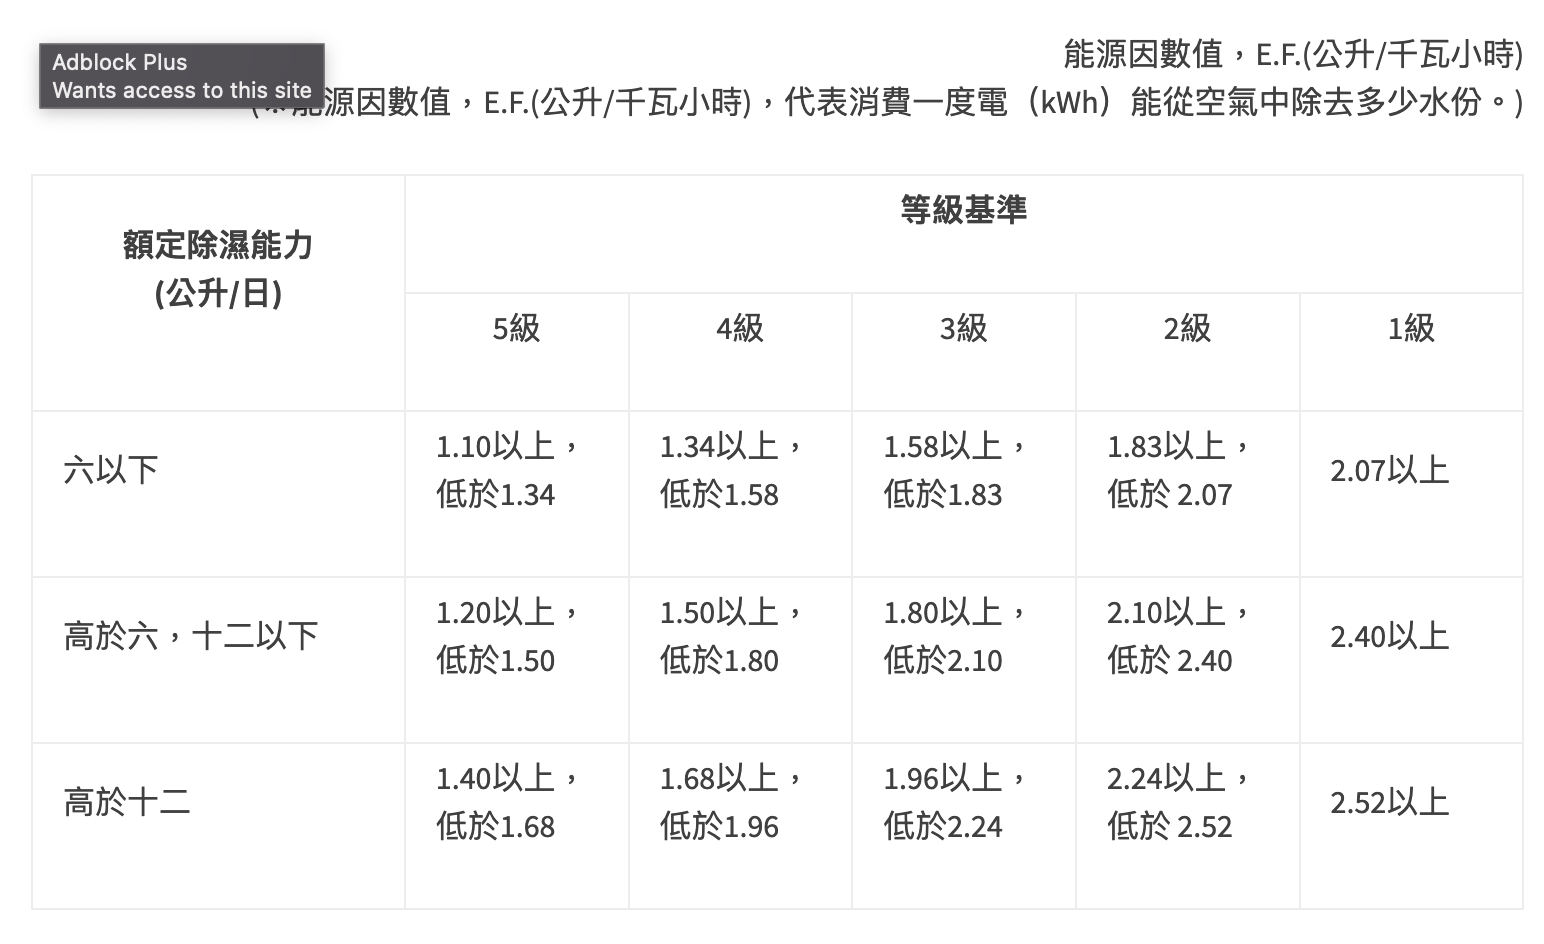 能源因數值，E.F.(公升/千瓦小時)
Adblock Plus
Wants access to this site
(※能源因數值，E.F.(公升/千瓦小時)，代表消費一度電（kWh）能從空氣中除去多少水份。)
額定除濕能力
(公升/日)
等級基準
5級 4級 3級 2級 1級
六以下
1.10以上，
低於1.34
1.34以上，
低於1.58
1.58以上，
低於1.83
1.83以上，
低於 2.07
2.07以上
高於六，十二以下
1.20以上，
低於1.50
1.50以上，
低於1.80
1.80以上，
低於2.10
2.10以上，
低於 2.40
2.40以上
高於十二
1.40以上，
低於1.68
1.68以上，
低於1.96
1.96以上，
低於2.24
2.24以上，
低於 2.52
2.52以上